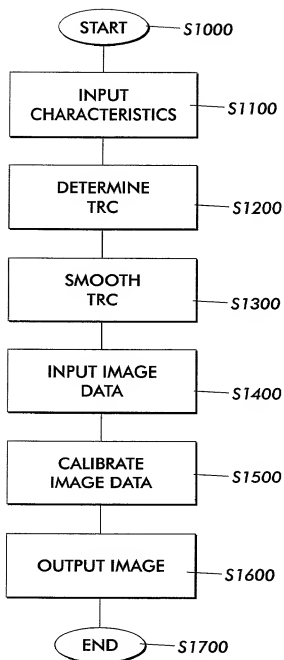 START
S1000
INPUT
CHARACTERISTICS
S1100
DETERMINE
TRC
S1200
SMOOTH
TRC
S1300
INPUT IMAGE
DATA
S1400
CALIBRATE
IMAGE DATA
S1500
OUTPUT IMAGE
S1600
END
S1700